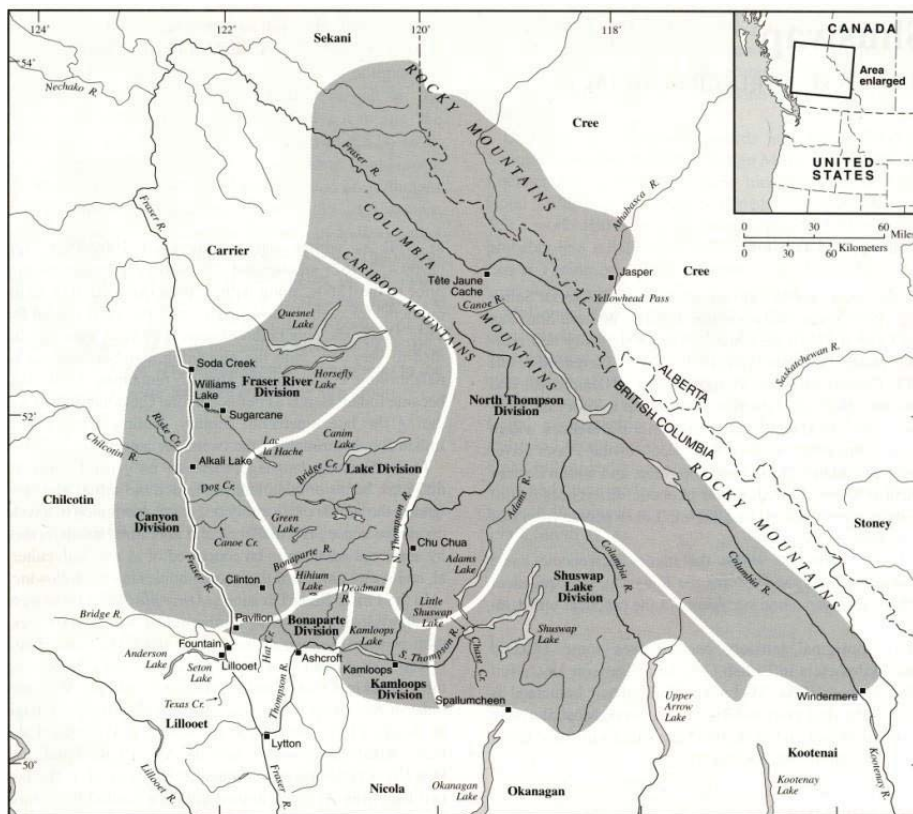 124°
122°
120°
118°
54°
52°
50°
CANADA
Area
enlarged
UNITED
STATES
0 30 60 Miles
0 30 60 Kilometers
Sekani
Nechako R.
ROCKY MOUNTAINS
Cree
Fraser R.
Athabasca R.
Fraser R.
COLUMBIA
MOUNTAINS
Carrier
CARIBOO MOUNTAINS
Tête Jaune
Cache
Canoe R.
Jasper
Cree
Yellowhead Pass
Quesnel
Lake
Saskatchewan R.
Soda Creek
Horsefly
Lake
Fraser River
Division
Williams
Lake
Sugarcane
ALBERTA
BRITISH COLUMBIA
North Thompson
Division
Riske Cr.
Chilcotin R.
Lac
la Hache
Canim
Lake
Bridge Cr.
Lake Division
Alkali Lake
ROCKY MOUNTAINS
Dog Cr.
Adams R.
Chilcotin
Green
Lake
N. Thompson R.
Stoney
Canyon
Division
Canoe Cr.
Bonaparte R.
Chu Chua
Adams
Lake
Columbia R.
Columbia R.
Fraser R.
Clinton
Hihium
Lake
Deadman
R.
Shuswap
Lake
Division
Little
Shuswap
Lake
Bridge R.
Pavilion
Bonaparte
Division
Kamloops
Lake
Shuswap
Lake
Fountain
Hat Cr.
S. Thompson R.
Chase Cr.
Anderson
Lake
Seton
Lake
Lillooet
Ashcroft
Kamloops
Kamloops
Division
Thompson R.
Texas Cr.
Spallumcheen
Upper
Arrow
Lake
Windermere
Lillooet
Lytton
Kootenai
Lillooet R.
Fraser R.
Nicola
Okanagan
Lake
Okanagan
Kootenay
Lake
Kootenay R.